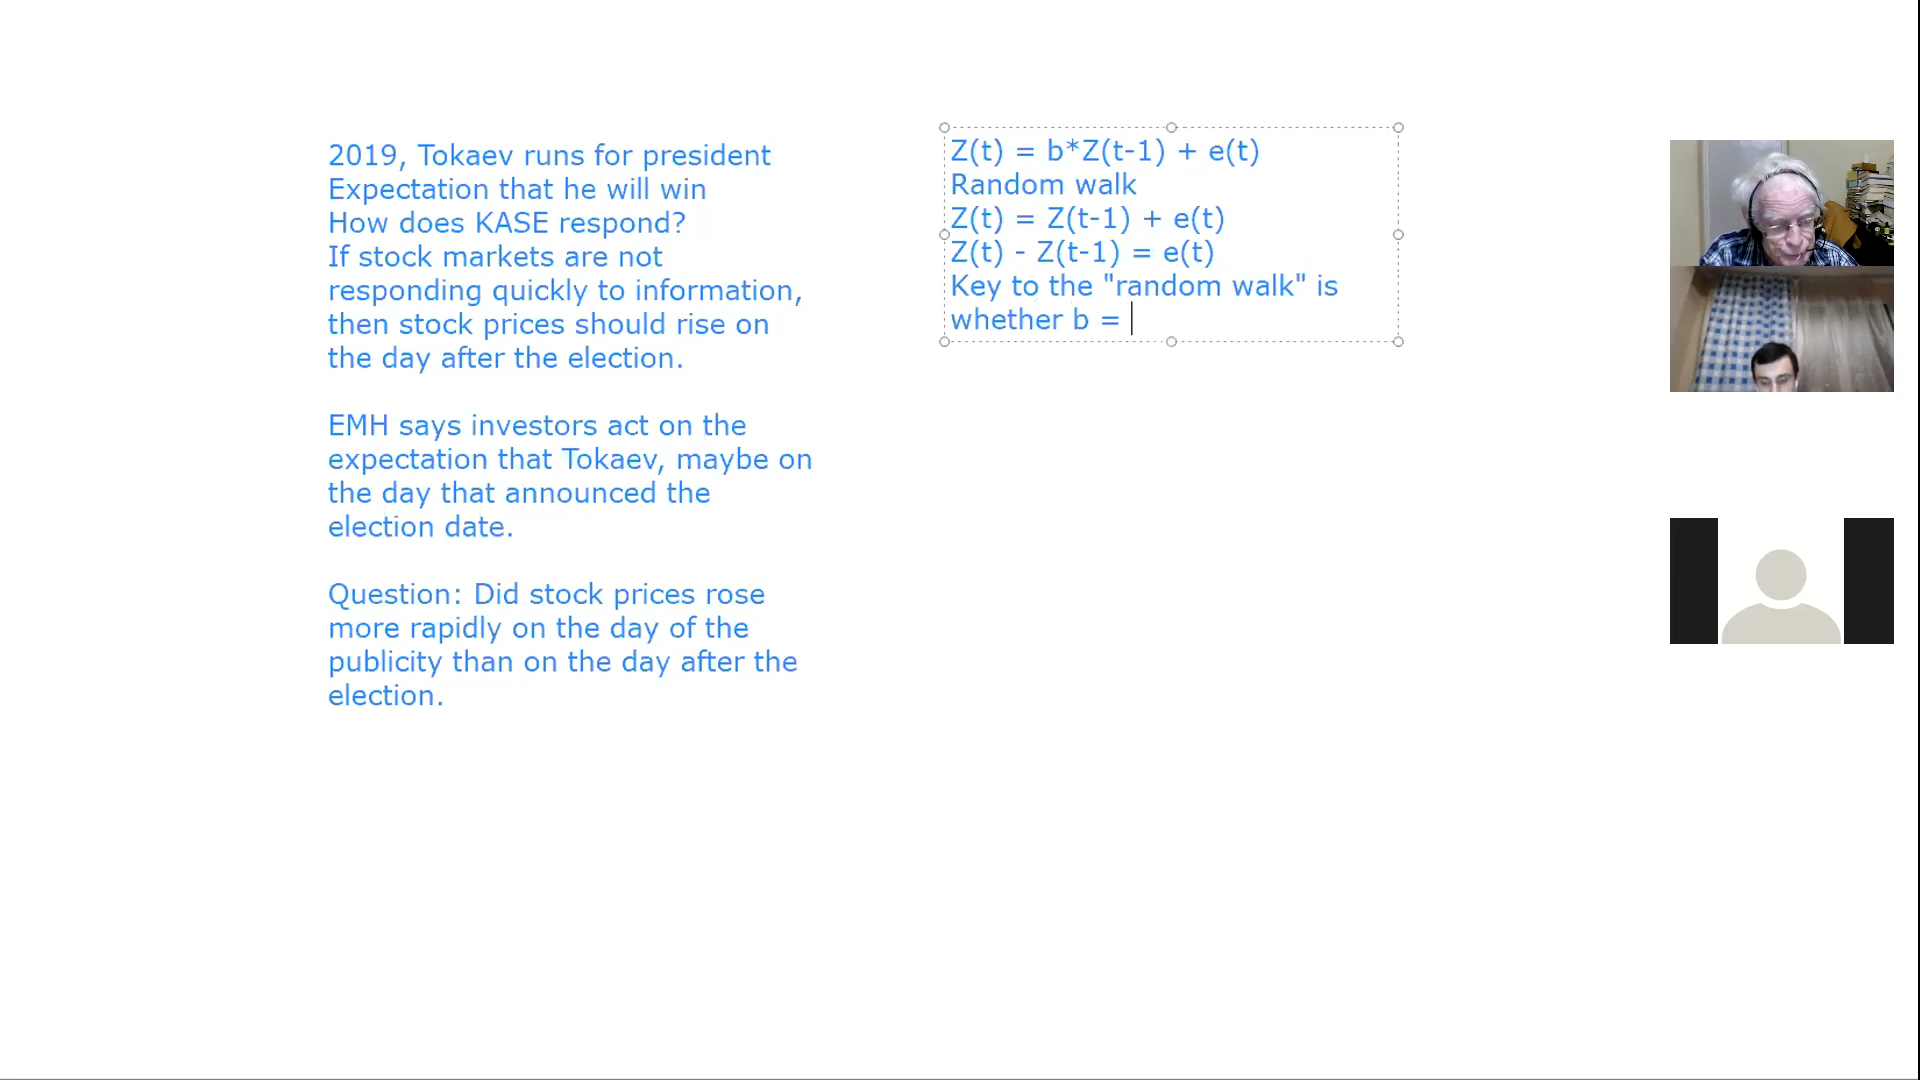 2019, Tokaev runs for president
Expectation that he will win
How does KASE respond?
If stock markets are not
responding quickly to information,
then stock prices should rise on
the day after the election.
EMH says investors act on the
expectation that Tokaev, maybe on
the day that announced the
election date.
Question: Did stock prices rose
more rapidly on the day of the
publicity than on the day after the
election.
Z(t) = b*Z(t-1) + e(t)
Random walk
Z(t) = Z(t-1) + e(t)
Z(t) - Z(t-1) = e(t)
Key to the "random walk" is
whether b =